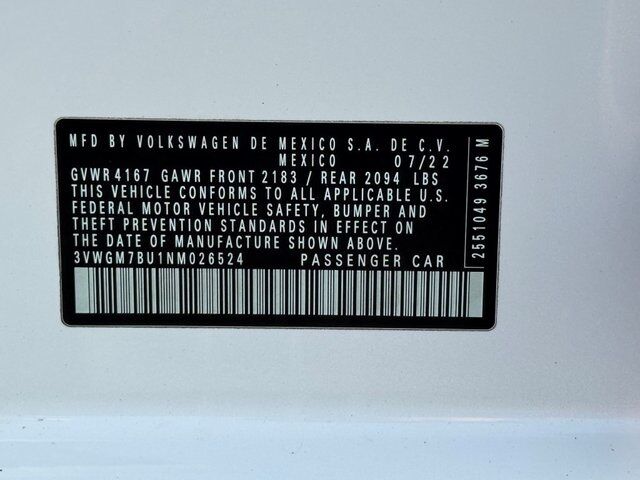 MFD BY VOLKSWAGEN DE MEXICO S.A. DE C.V.
MEXICO 07/22
GVWR 4167 GAWR FRONT 2183 / REAR 2094 LBS
THIS VEHICLE CONFORMS TO ALL APPLICABLE U.S.
FEDERAL MOTOR VEHICLE SAFETY, BUMPER AND
THEFT PREVENTION STANDARDS IN EFFECT ON
THE DATE OF MANUFACTURE SHOWN ABOVE.
3VWGM7BU1NM026524 PASSENGER CAR
2551049 3676 M